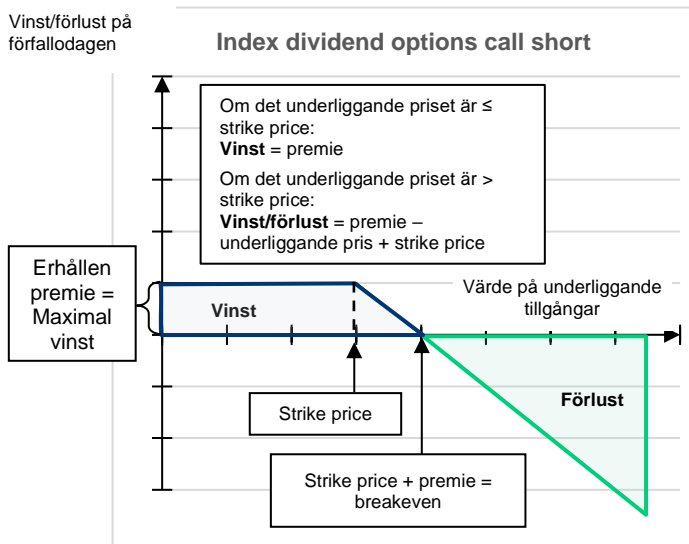 Vinst/förlust på
förfallodagen
Index dividend options call short
Om det underliggande priset är ≤
strike price:
Vinst = premie
Om det underliggande priset är >
strike price:
Vinst/förlust = premie –
underliggande pris + strike price
Erhållen
premie =
Maximal
vinst
Vinst
Värde på underliggande
tillgångar
Förlust
Strike price
Strike price + premie =
breakeven